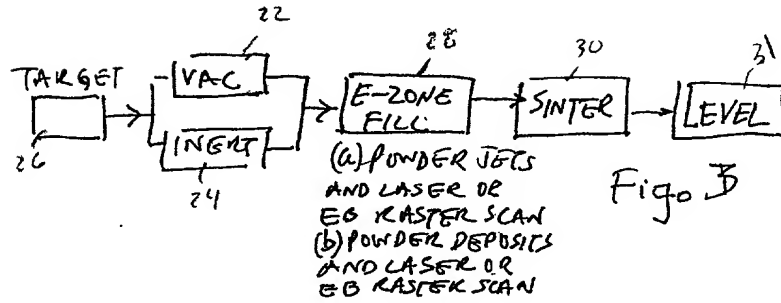 22
28
30
31
TARGET
VAC
E-ZONE
FILL
SINTER
LEVEL
26
INERT
24
(a) POWDER JETS
AND LASER OR
EB RASTER SCAN
(b) POWDER DEPOSITS
AND LASER OR
EB RASTER SCAN
Fig. 3